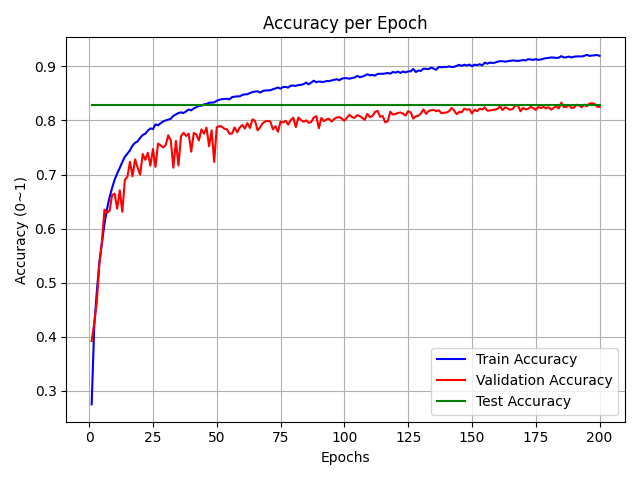 Accuracy per Epoch
Accuracy (0~1)
0.9
0.8
0.7
0.6
0.5
0.4
0.3
0 25 50 75 100 125 150 175 200
Epochs
Train Accuracy
Validation Accuracy
Test Accuracy